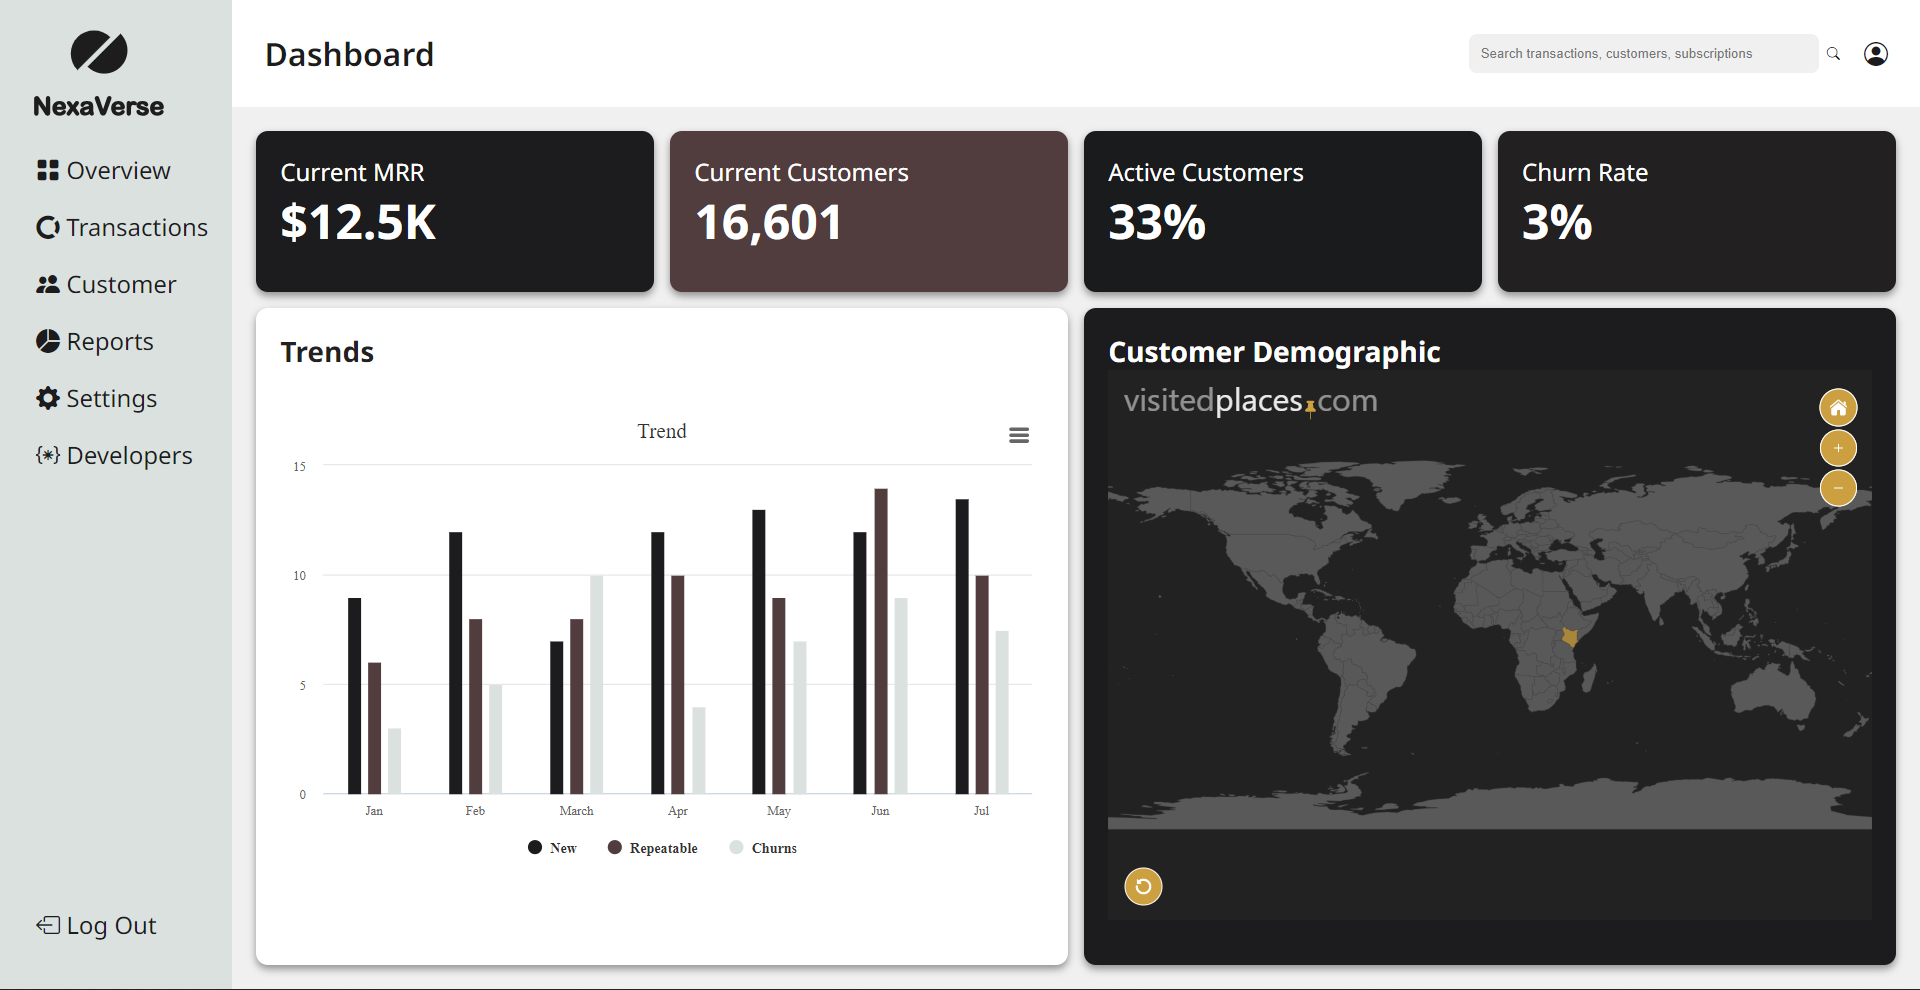 NexaVerse
Overview
Transactions
Customer
Reports
Settings
Developers
Log Out
Dashboard
Search transactions, customers, subscriptions
Current MRR
$12.5K
Current Customers
16,601
Active Customers
33%
Churn Rate
3%
Trends
Trend
15
10
5
0
Jan Feb March Apr May Jun Jul
New Repeatable Churns
Customer Demographic
visitedplaces.com
+
−